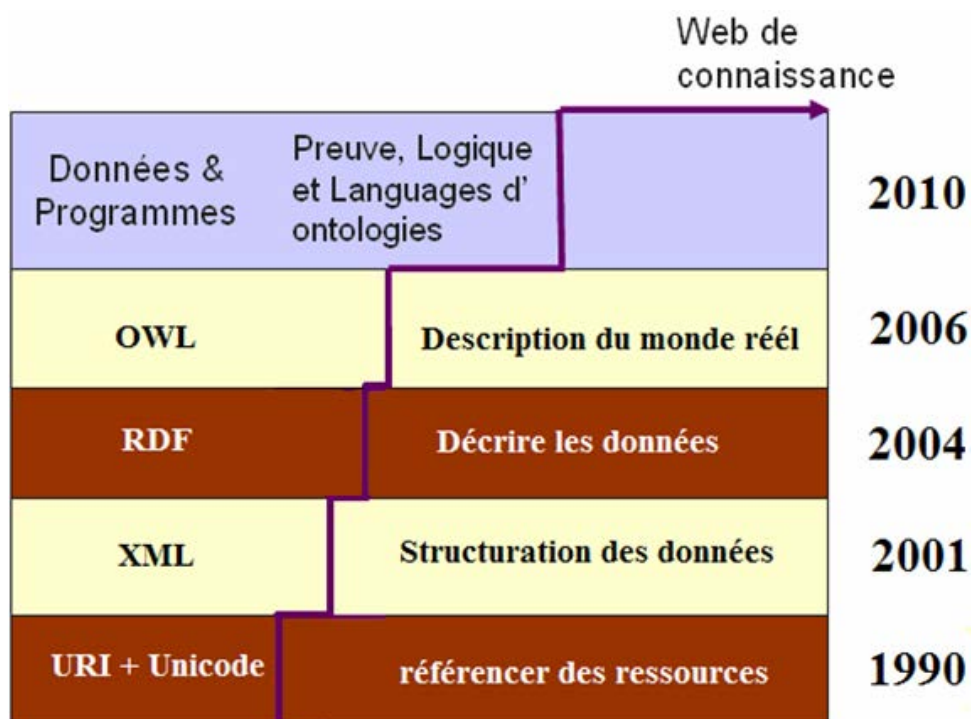 Web de
connaissance
Données &
Programmes
Preuve, Logique
et Languages d'
ontologies
2010
OWL
Description du monde réél
2006
RDF
Décrire les données
2004
XML
Structuration des données
2001
URI + Unicode
référencer des ressources
1990